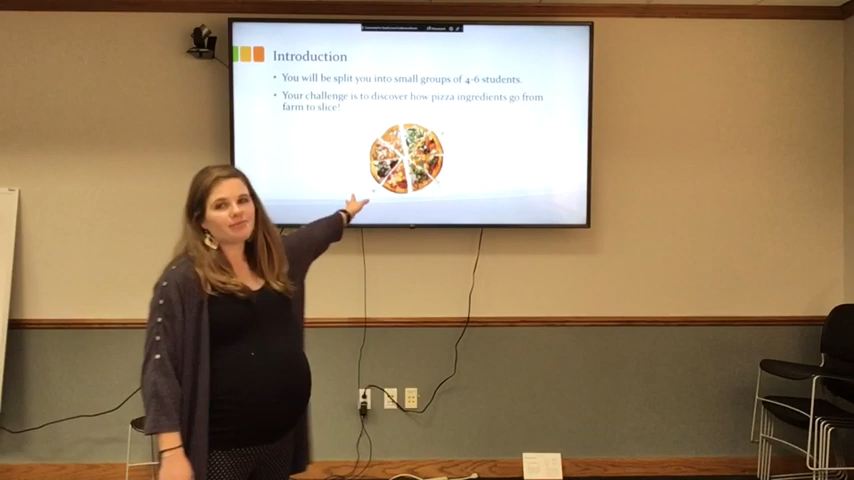 Introduction
• You will be split you into small groups of 4-6 students.
• Your challenge is to discover how pizza ingredients go from
farm to slice!